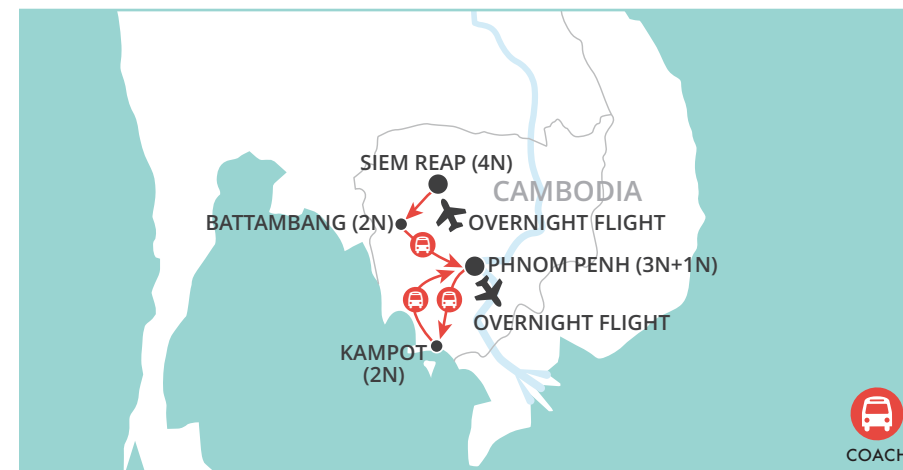 SIEM REAP (4N)
CAMBODIA
BATTAMBANG (2N)
OVERNIGHT FLIGHT
PHNOM PENH (3N+1N)
OVERNIGHT FLIGHT
KAMPOT
(2N)
COACH